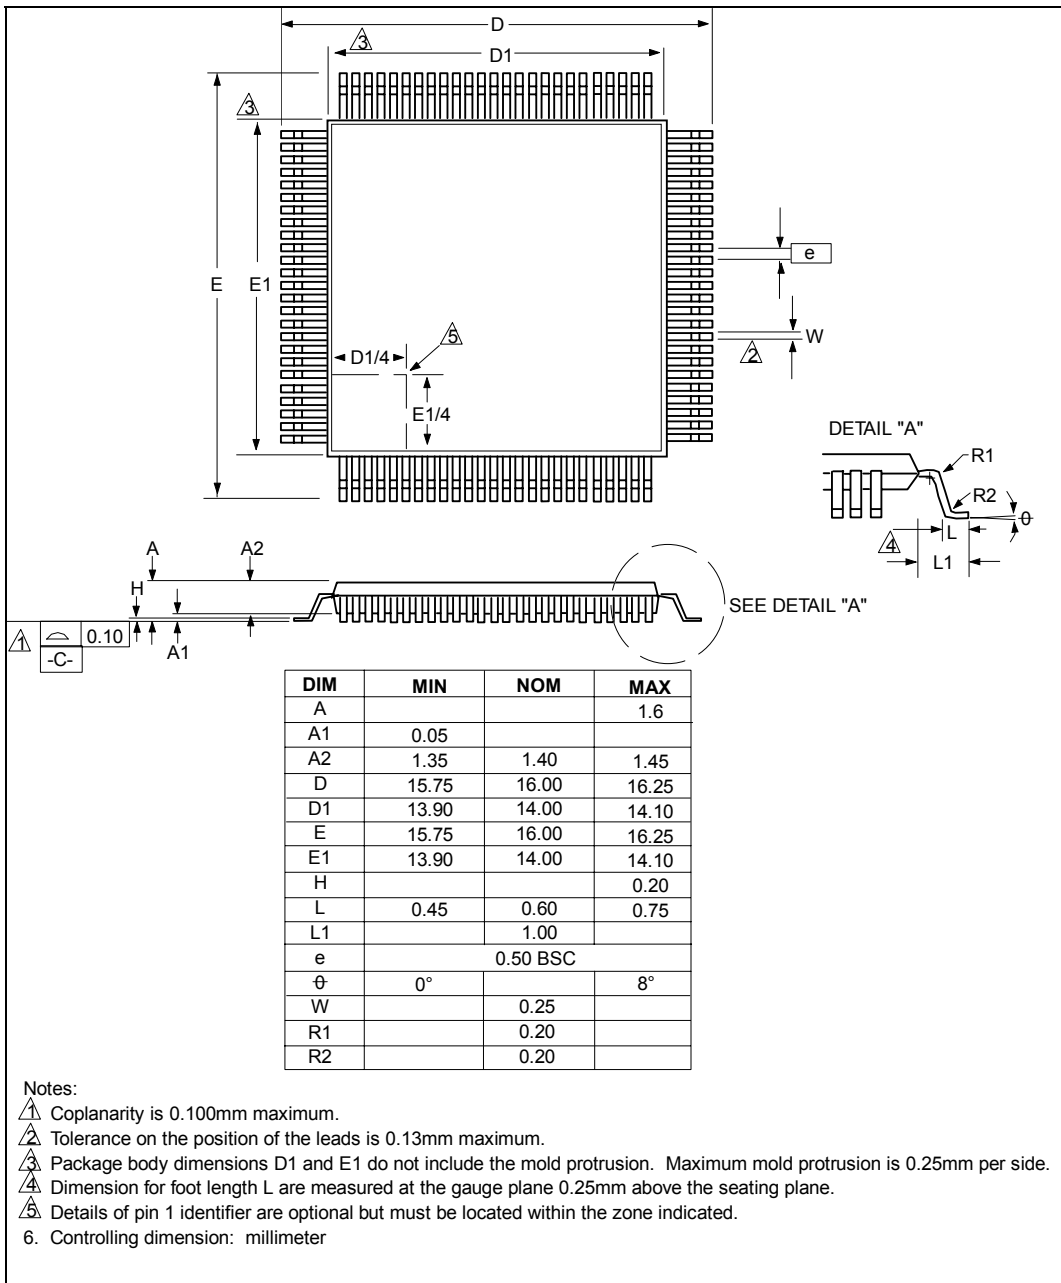 D
3
D1
3
E
E1
e
W
2
5
D1/4
E1/4
DETAIL "A"
R1
R2
θ
4
L
L1
A
A2
H
SEE DETAIL "A"
1
0.10
A1
-C-
DIM MIN NOM MAX
A 1.6
A1 0.05
A2 1.35 1.40 1.45
D 15.75 16.00 16.25
D1 13.90 14.00 14.10
E 15.75 16.00 16.25
E1 13.90 14.00 14.10
H 0.20
L 0.45 0.60 0.75
L1 1.00
e 0.50 BSC
θ 0° 8°
W 0.25
R1 0.20
R2 0.20
Notes:
1 Coplanarity is 0.100mm maximum.
2 Tolerance on the position of the leads is 0.13mm maximum.
3 Package body dimensions D1 and E1 do not include the mold protrusion. Maximum mold protrusion is 0.25mm per side.
4 Dimension for foot length L are measured at the gauge plane 0.25mm above the seating plane.
5 Details of pin 1 identifier are optional but must be located within the zone indicated.
6. Controlling dimension: millimeter